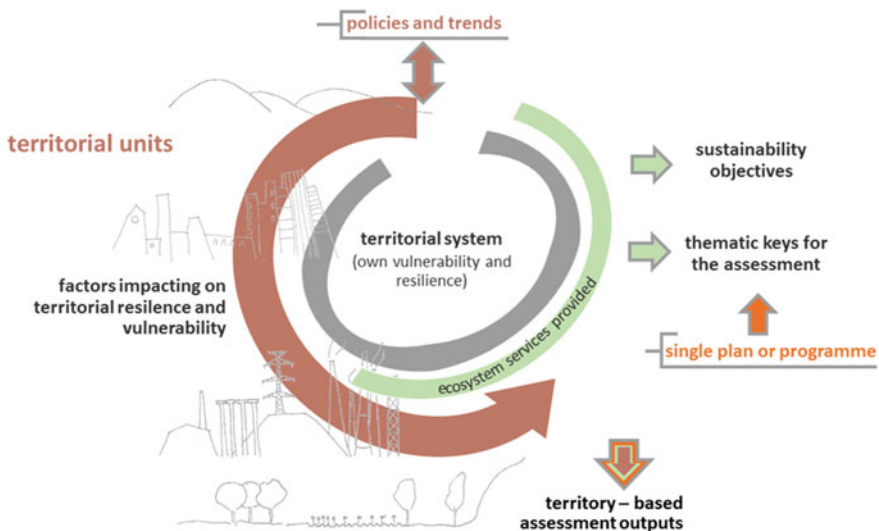 policies and trends
territorial units
sustainability
objectives
territorial system
(own vulnerability and
resilience)
thematic keys for
the assessment
factors impacting on
territorial resilence and
vulnerability
single plan or programme
ecosystem services provided
territory – based
assessment outputs